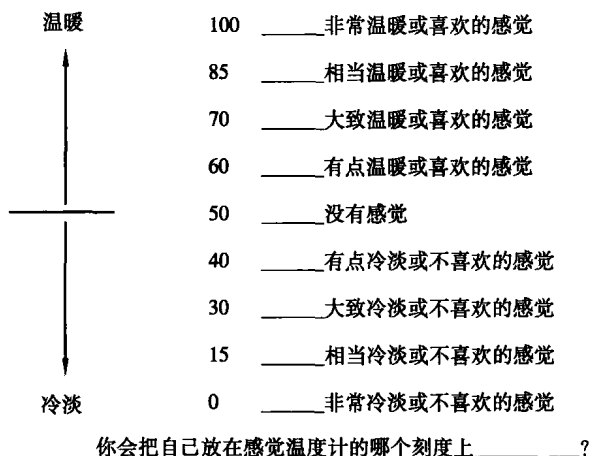 温暖
100 ______非常温暖或喜欢的感觉
85 ______相当温暖或喜欢的感觉
70 ______大致温暖或喜欢的感觉
60 ______有点温暖或喜欢的感觉
50 ______没有感觉
40 ______有点冷淡或不喜欢的感觉
30 ______大致冷淡或不喜欢的感觉
15 ______相当冷淡或不喜欢的感觉
冷淡
0 ______非常冷淡或不喜欢的感觉
你会把自己放在感觉温度计的哪个刻度上 ______ ___?